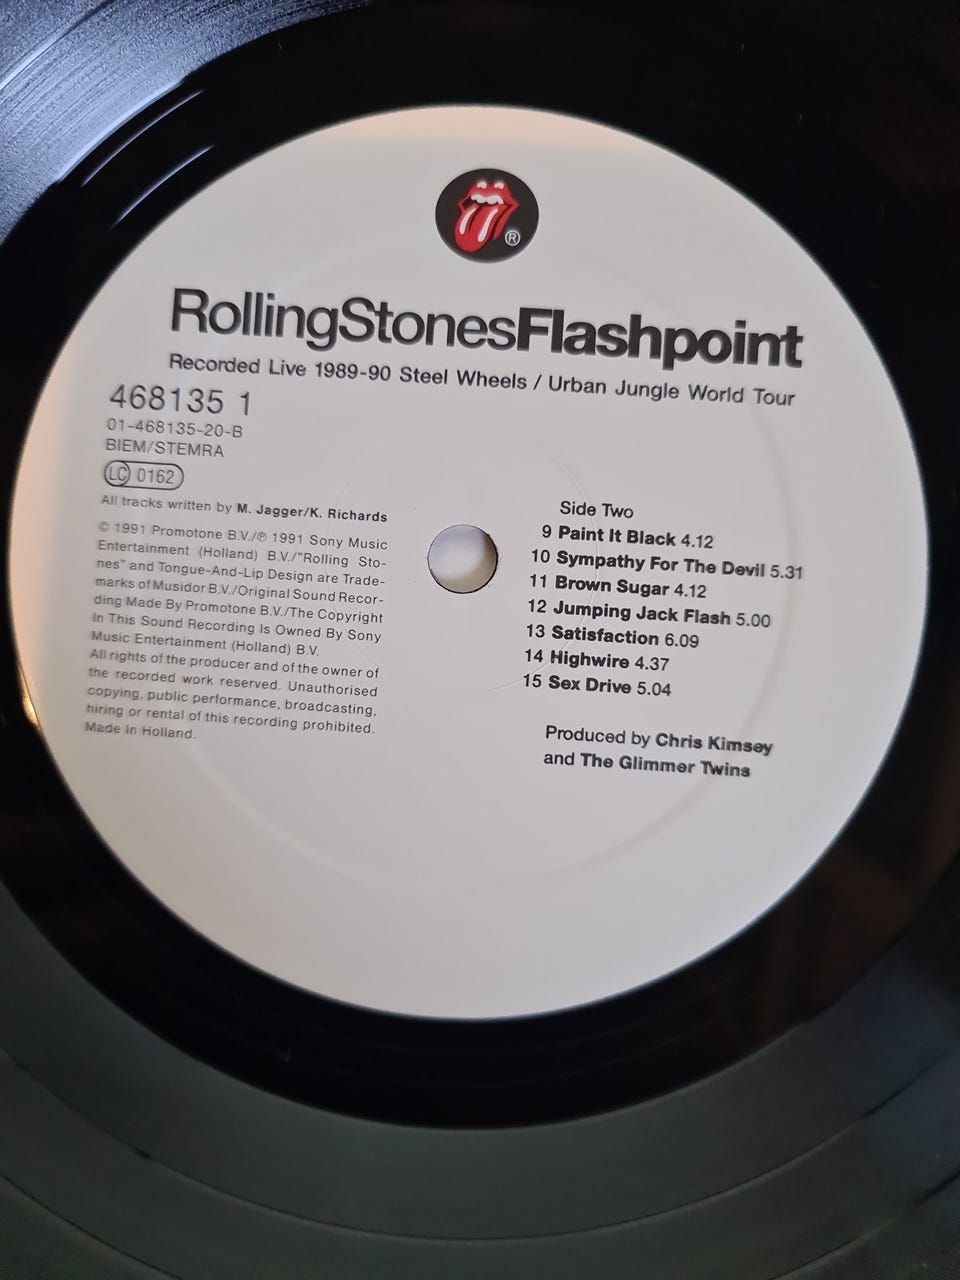 ®
RollingStonesFlashpoint
Recorded Live 1989-90 Steel Wheels / Urban Jungle World Tour
468135 1
01-468135-20-B
BIEM/STEMRA
LC 0162
All tracks written by M. Jagger/K. Richards
© 1991 Promotone B.V./℗ 1991 Sony Music
Entertainment (Holland) B.V./"Rolling Sto-
nes" and Tongue-And-Lip Design are Trade-
marks of Musidor B.V./Original Sound Recor-
ding Made By Promotone B.V./The Copyright
In This Sound Recording Is Owned By Sony
Music Entertainment (Holland) B.V.
All rights of the producer and of the owner of
the recorded work reserved. Unauthorised
copying, public performance, broadcasting,
hiring or rental of this recording prohibited.
Made In Holland.
Side Two
9 Paint It Black 4.12
10 Sympathy For The Devil 5.31
11 Brown Sugar 4.12
12 Jumping Jack Flash 5.00
13 Satisfaction 6.09
14 Highwire 4.37
15 Sex Drive 5.04
Produced by Chris Kimsey
and The Glimmer Twins